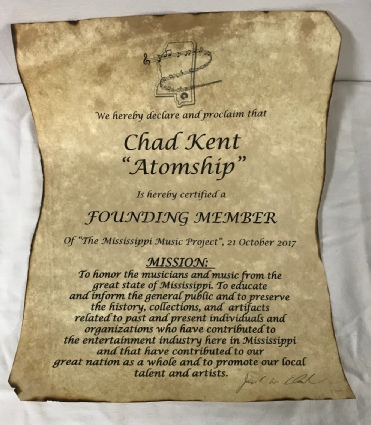 We hereby declare and proclaim that
Chad Kent
"Atomship"
Is hereby certified a
FOUNDING MEMBER
Of "The Mississippi Music Project", 21 October 2017
MISSION:
To honor the musicians and music from the
great state of Mississippi. To educate
and inform the general public and to preserve
the history, collections, and artifacts
related to past and present individuals and
organizations who have contributed to
the entertainment industry here in Mississippi
and that have contributed to our
great nation as a whole and to promote our local
talent and artists.